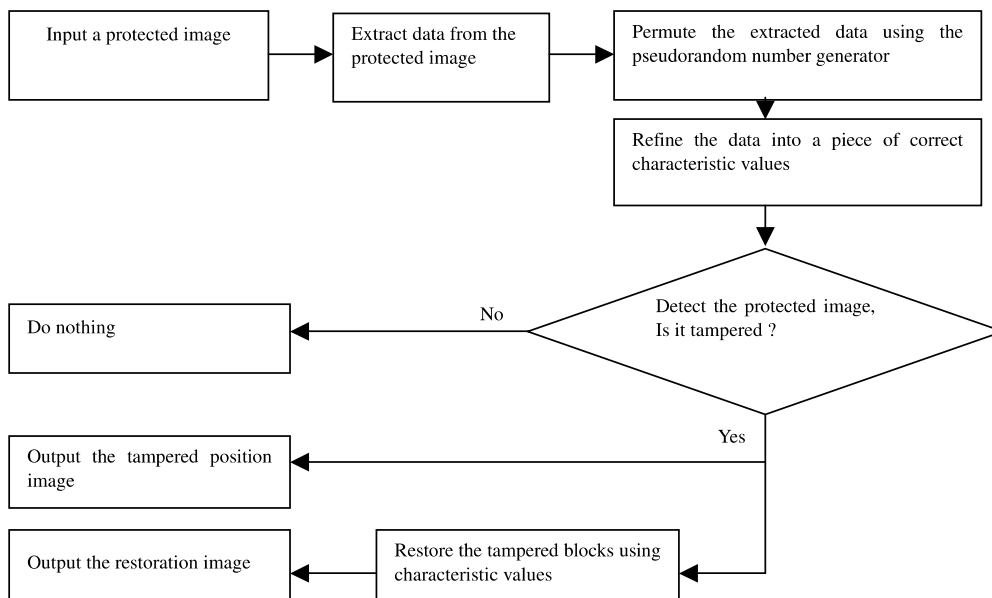 Input a protected image
Extract data from the
protected image
Permute the extracted data using the
pseudorandom number generator
Refine the data into a piece of correct
characteristic values
Detect the protected image,
Is it tampered ?
No
Do nothing
Yes
Output the tampered position
image
Restore the tampered blocks using
characteristic values
Output the restoration image